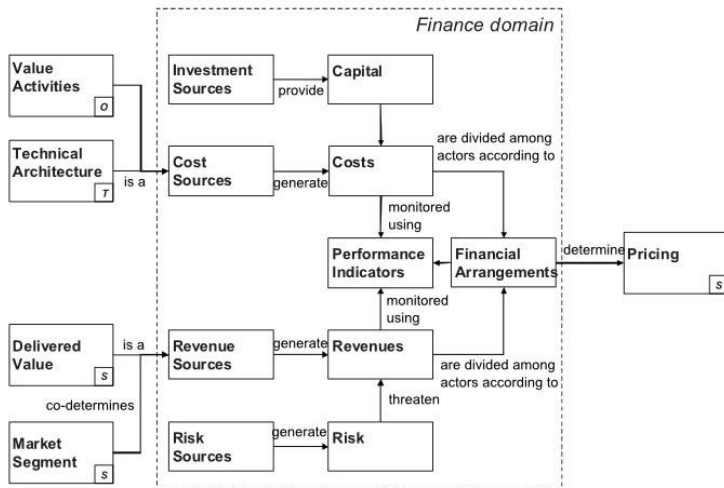 Finance domain
Value
Activities
O
Investment
Sources
provide
Capital
are divided among
actors according to
Technical
Architecture
T
is a
Cost
Sources
generate
Costs
monitored
using
Performance
Indicators
Financial
Arrangements
determine
Pricing
S
monitored
using
Delivered
Value
S
is a
Revenue
Sources
generate
Revenues
are divided among
actors according to
co-determines
threaten
Market
Segment
S
Risk
Sources
generate
Risk